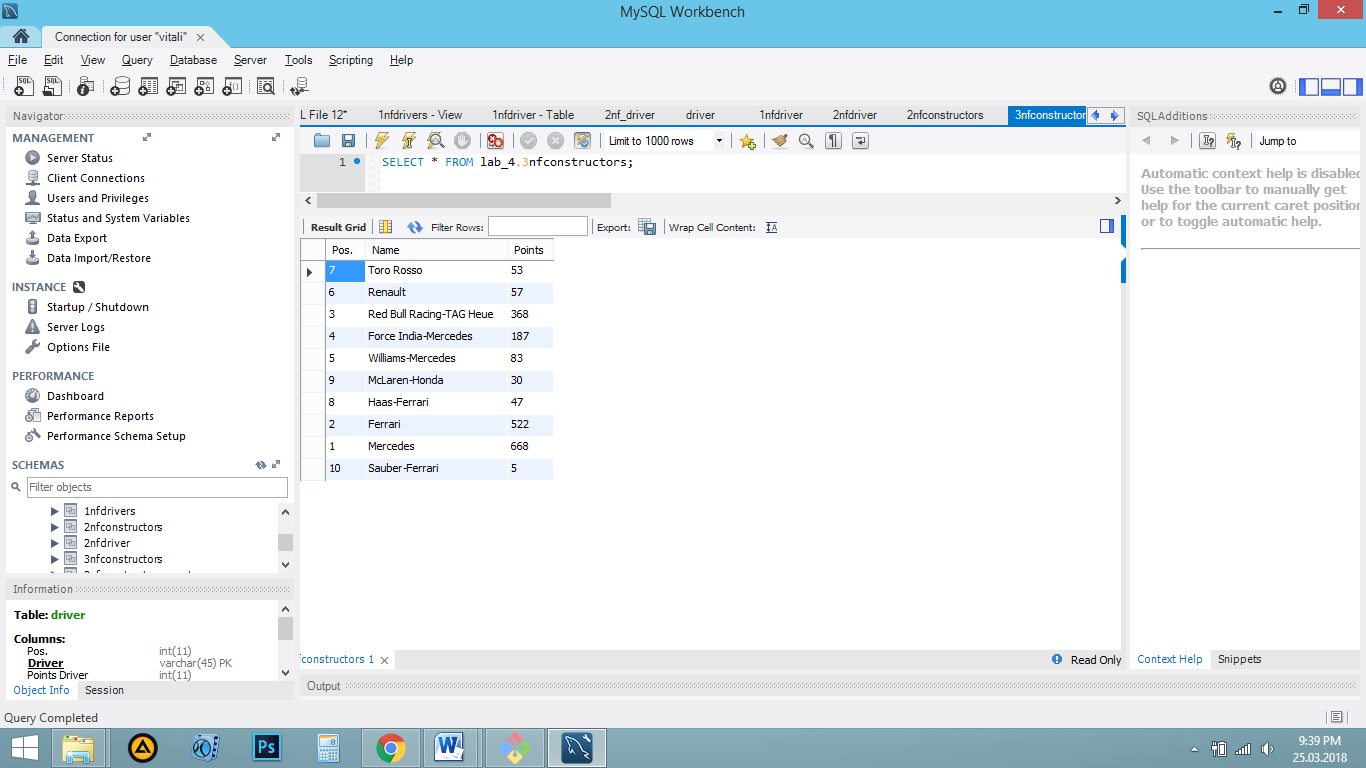 MySQL Workbench
Connection for user "vitali"
File Edit View Query Database Server Tools Scripting Help
Navigator
MANAGEMENT
Server Status
Client Connections
Users and Privileges
Status and System Variables
Data Export
Data Import/Restore
INSTANCE
Startup / Shutdown
Server Logs
Options File
PERFORMANCE
Dashboard
Performance Reports
Performance Schema Setup
SCHEMAS
Filter objects
1nfdrivers
2nfconstructors
2nfdriver
3nfconstructors
Information
Table: driver
Columns:
Pos. int(11)
Driver varchar(45) PK
Points Driver int(11)
Object Info Session
Query Completed
L File 12* 1nfdrivers - View 1nfdriver - Table 2nf_driver driver 1nfdriver 2nfdriver 2nfconstructors 3nfconstructor
Limit to 1000 rows
1 SELECT * FROM lab_4.3nfconstructors;
Result Grid Filter Rows: Export: Wrap Cell Content:
Pos. Name Points
7 Toro Rosso 53
6 Renault 57
3 Red Bull Racing-TAG Heue 368
4 Force India-Mercedes 187
5 Williams-Mercedes 83
9 McLaren-Honda 30
8 Haas-Ferrari 47
2 Ferrari 522
1 Mercedes 668
10 Sauber-Ferrari 5
fconstructors 1
Read Only
Output
SQLAdditions
Jump to
Automatic context help is disabled
Use the toolbar to manually get
help for the current caret position
or to toggle automatic help.
Context Help Snippets
Ps
9:39 PM
25.03.2018